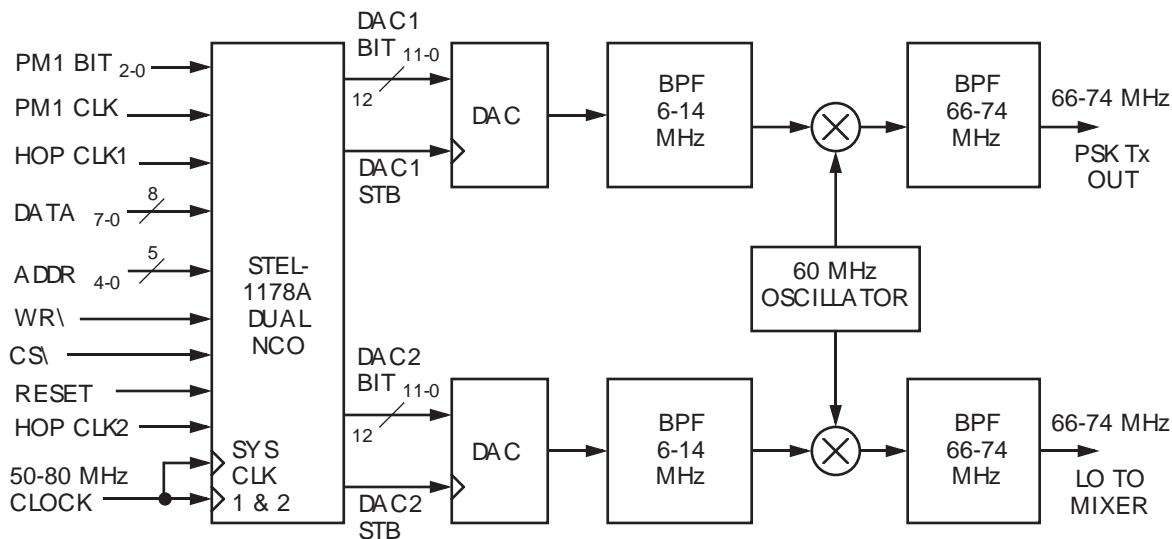 PM1 BIT 2-0
PM1 CLK
HOP CLK1
DATA 7-0
8
ADDR 4-0
5
WR\
CS\
RESET
HOP CLK2
50-80 MHz
CLOCK
STEL-
1178A
DUAL
NCO
SYS
CLK
1 & 2
DAC1
BIT 11-0
12
DAC1
STB
DAC
BPF
6-14
MHz
BPF
66-74
MHz
66-74 MHz
PSK Tx
OUT
60 MHz
OSCILLATOR
DAC2
BIT 11-0
12
DAC2
STB
DAC
BPF
6-14
MHz
BPF
66-74
MHz
66-74 MHz
LO TO
MIXER